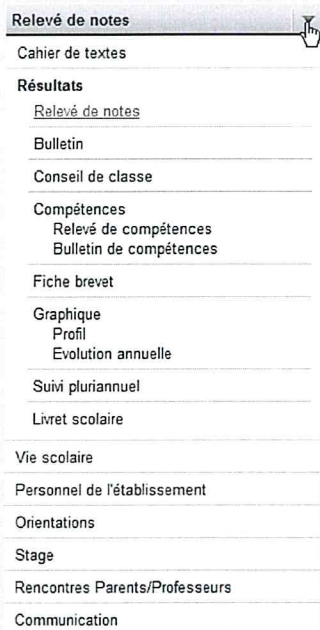 Relevé de notes
Cahier de textes
Résultats
Relevé de notes
Bulletin
Conseil de classe
Compétences
Relevé de compétences
Bulletin de compétences
Fiche brevet
Graphique
Profil
Evolution annuelle
Suivi pluriannuel
Livret scolaire
Vie scolaire
Personnel de l'établissement
Orientations
Stage
Rencontres Parents/Professeurs
Communication